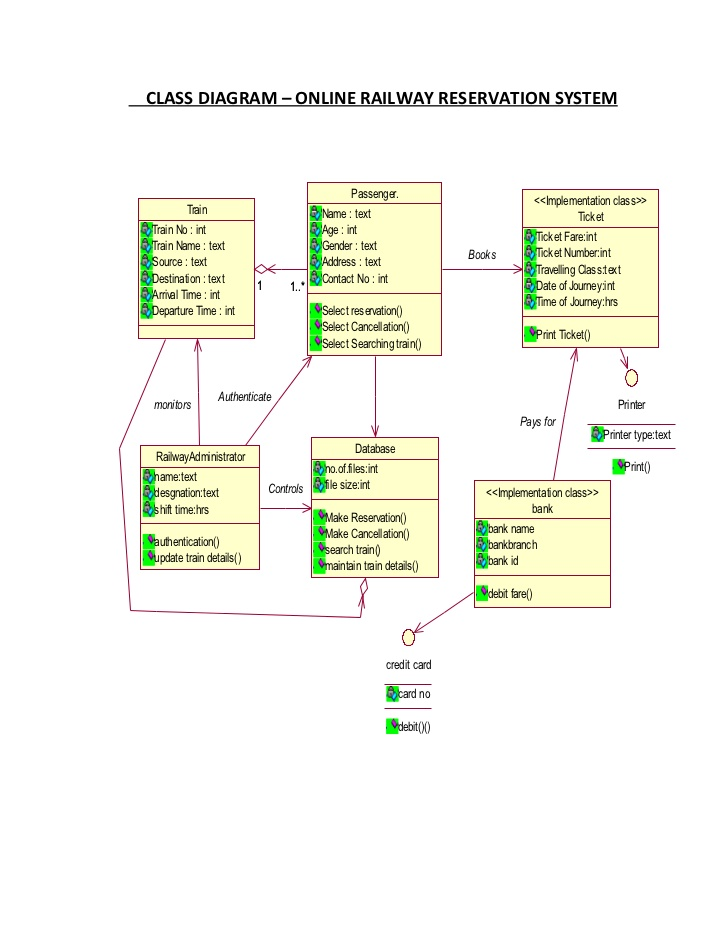 CLASS DIAGRAM – ONLINE RAILWAY RESERVATION SYSTEM
Train
Train No : int
Train Name : text
Source : text
Destination : text
Arrival Time : int
Departure Time : int
1
1..*
Passenger.
Name : text
Age : int
Gender : text
Address : text
Contact No : int
Select reservation()
Select Cancellation()
Select Searching train()
Books
<<Implementation class>>
Ticket
Ticket Fare:int
Ticket Number:int
Travelling Class:text
Date of Journey:int
Time of Journey:hrs
Print Ticket()
monitors
Authenticate
Pays for
Printer
Printer type:text
Print()
RailwayAdministrator
name:text
desgnation:text
shift time:hrs
authentication()
update train details()
Controls
Database
no.of.files:int
file size:int
Make Reservation()
Make Cancellation()
search train()
maintain train details()
<<Implementation class>>
bank
bank name
bankbranch
bank id
debit fare()
credit card
card no
debit()()